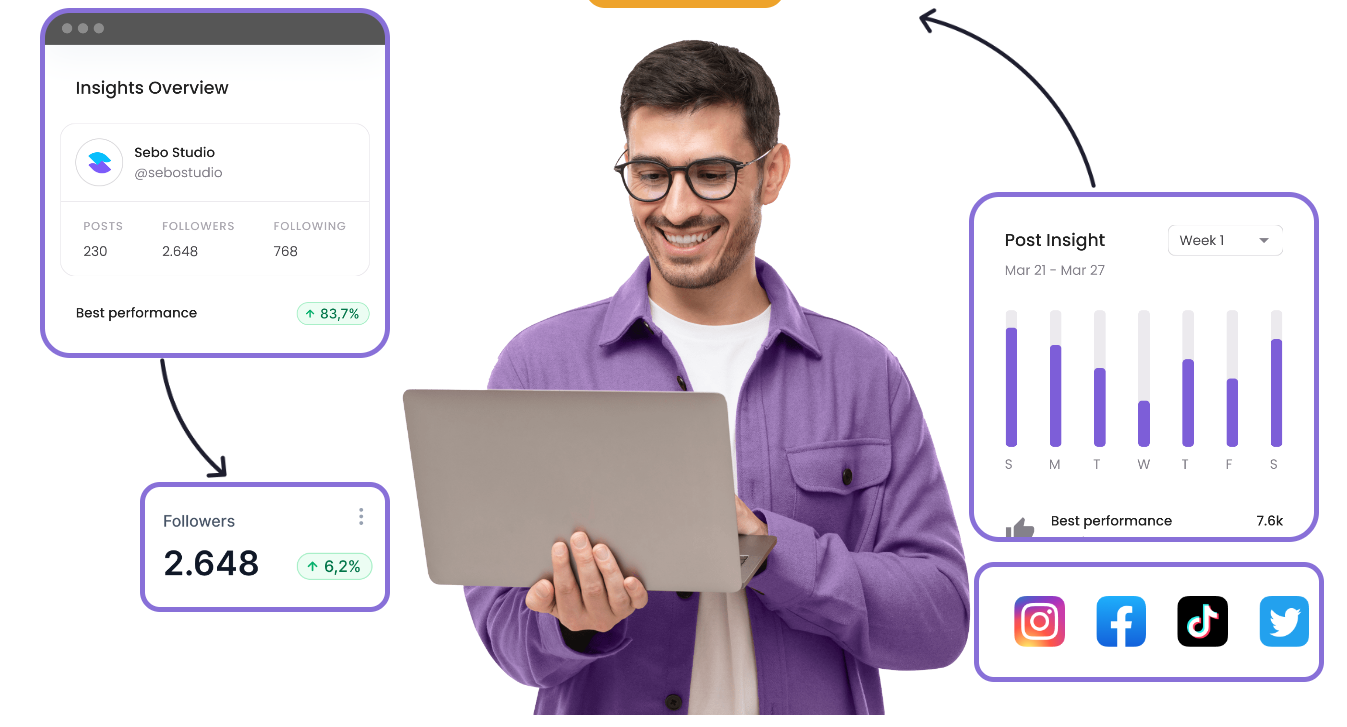 Insights Overview
Sebo Studio
@sebostudio
POSTS FOLLOWERS FOLLOWING
230 2.648 768
Best performance 83,7%
Followers
2.648 6,2%
Post Insight Week 1
Mar 21 - Mar 27
S M T W T F S
Best performance 7.6k